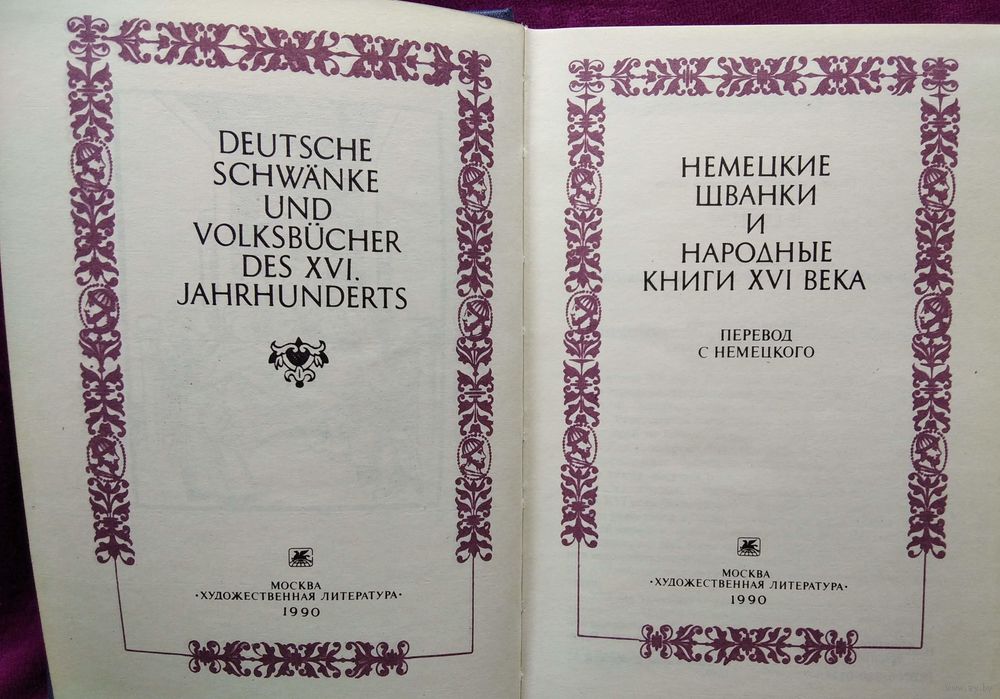 DEUTSCHE
SCHWÄNKE
UND
VOLKSBÜCHER
DES XVI.
JAHRHUNDERTS
МОСКВА
·ХУДОЖЕСТВЕННАЯ ЛИТЕРАТУРА·
1990
НЕМЕЦКИЕ
ШВАНКИ
И
НАРОДНЫЕ
КНИГИ XVI ВЕКА
ПЕРЕВОД
С НЕМЕЦКОГО
МОСКВА
·ХУДОЖЕСТВЕННАЯ ЛИТЕРАТУРА·
1990